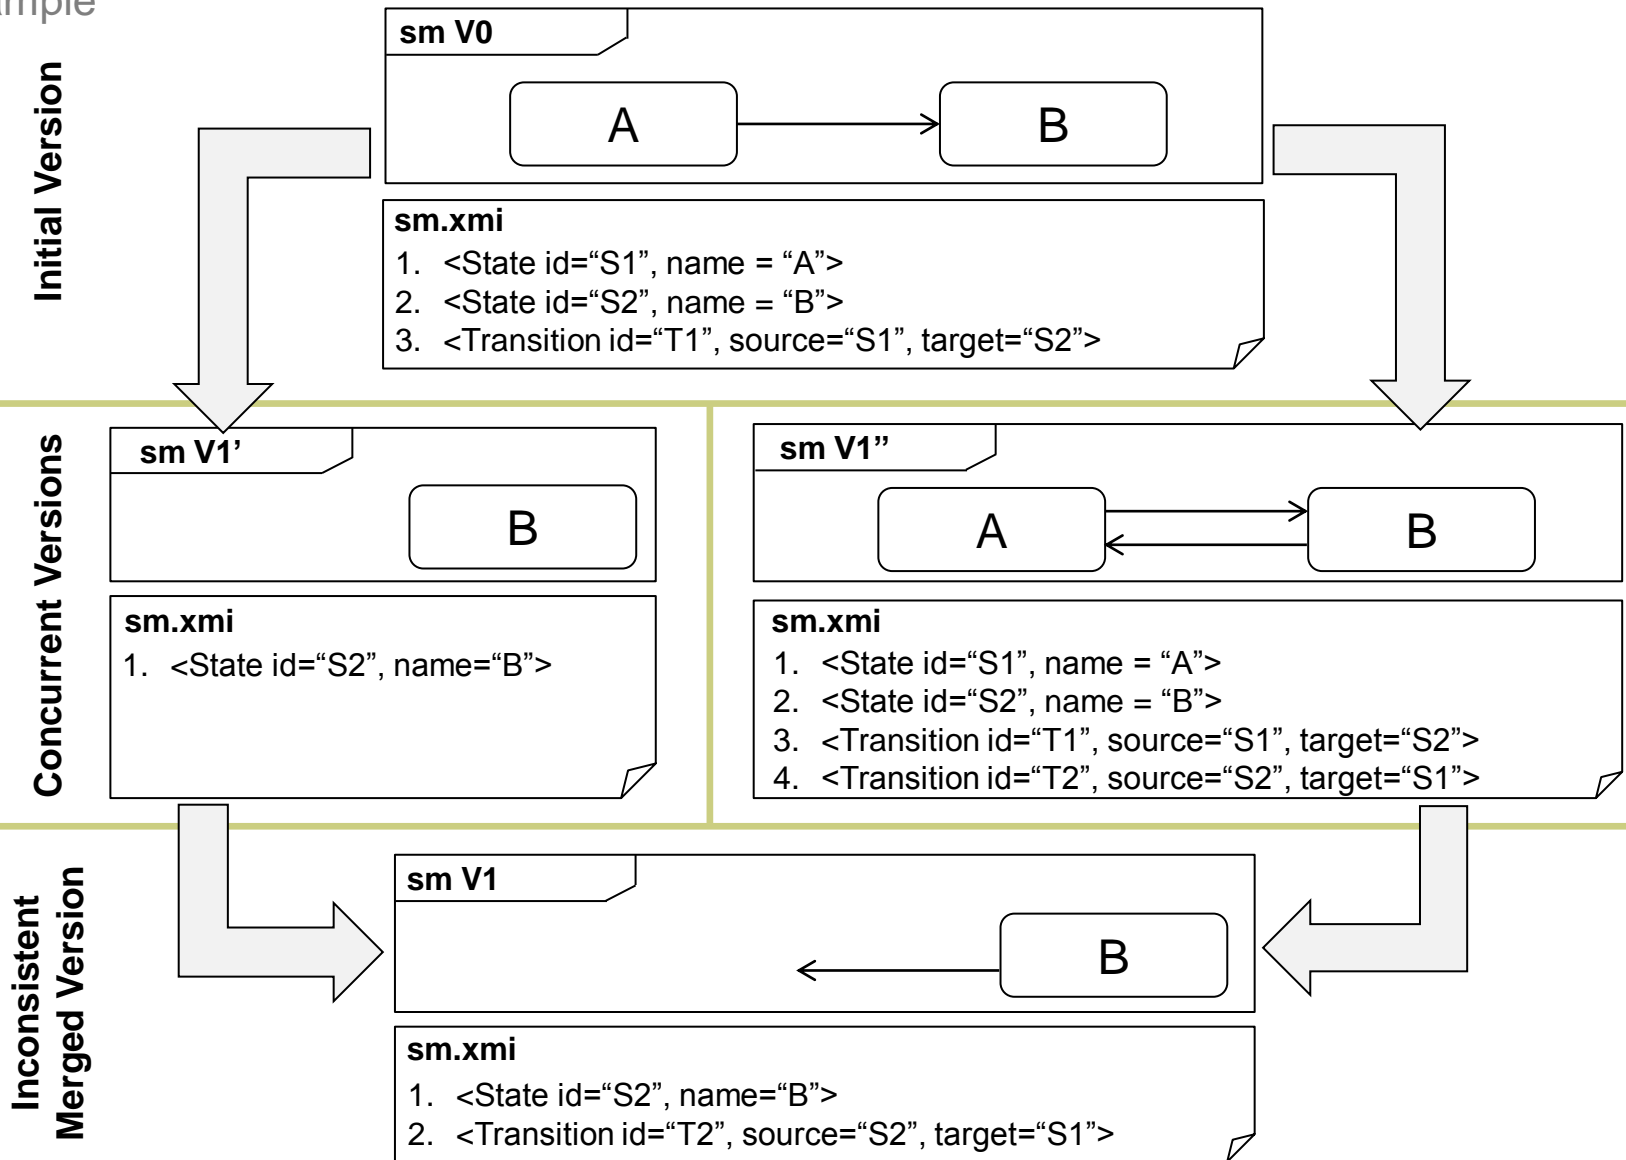 Initial Version
sm V0
A
B
sm.xmi
1. <State id=“S1”, name = “A”>
2. <State id=“S2”, name = “B”>
3. <Transition id=“T1”, source=“S1”, target=“S2”>
Concurrent Versions
sm V1’
B
sm.xmi
1. <State id=“S2”, name=“B”>
sm V1”
A
B
sm.xmi
1. <State id=“S1”, name = “A”>
2. <State id=“S2”, name = “B”>
3. <Transition id=“T1”, source=“S1”, target=“S2”>
4. <Transition id=“T2”, source=“S2”, target=“S1”>
Inconsistent
Merged Version
sm V1
B
sm.xmi
1. <State id=“S2”, name=“B”>
2. <Transition id=“T2”, source=“S2”, target=“S1”>